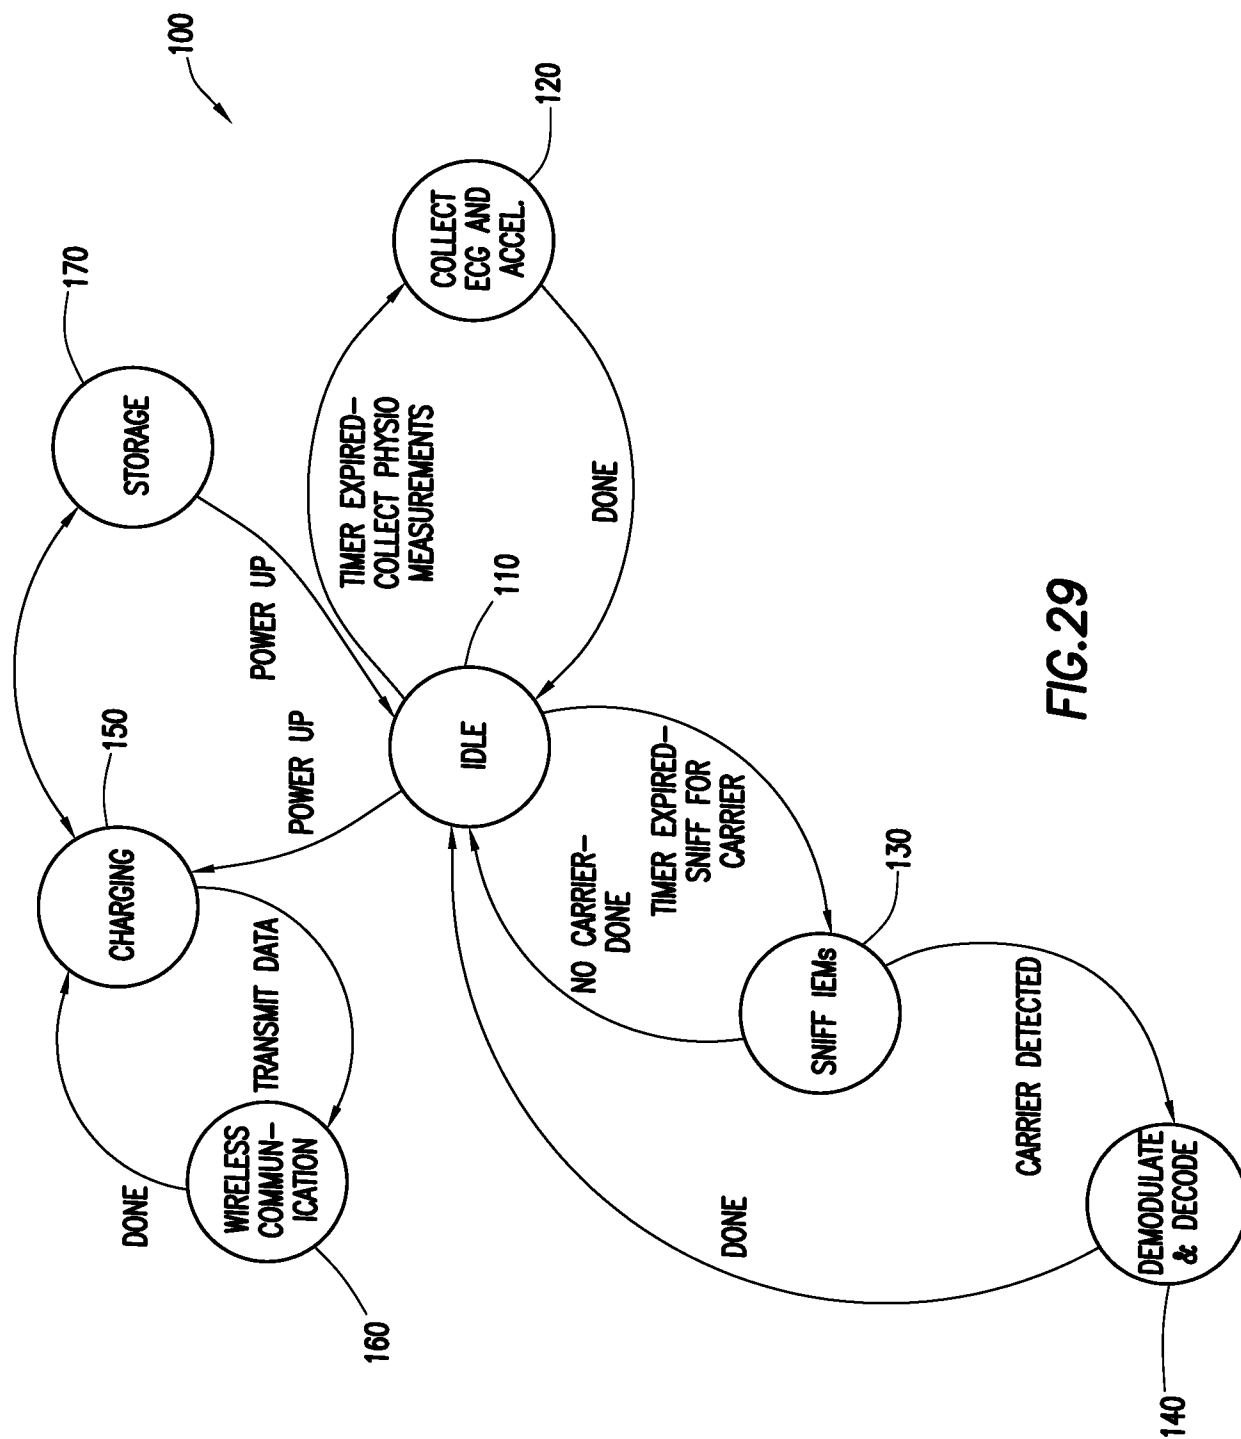 100
170
STORAGE
120
COLLECT
ECG AND
ACCEL.
TIMER EXPIRED–
COLLECT PHYSIO
MEASUREMENTS
DONE
POWER UP
POWER UP
110
IDLE
150
CHARGING
TRANSMIT DATA
DONE
WIRELESS
COMMUN–
ICATION
160
NO CARRIER–
DONE
TIMER EXPIRED–
SNIFF FOR
CARRIER
130
SNIFF IEMs
CARRIER DETECTED
DONE
DEMODULATE
& DECODE
140
FIG.29